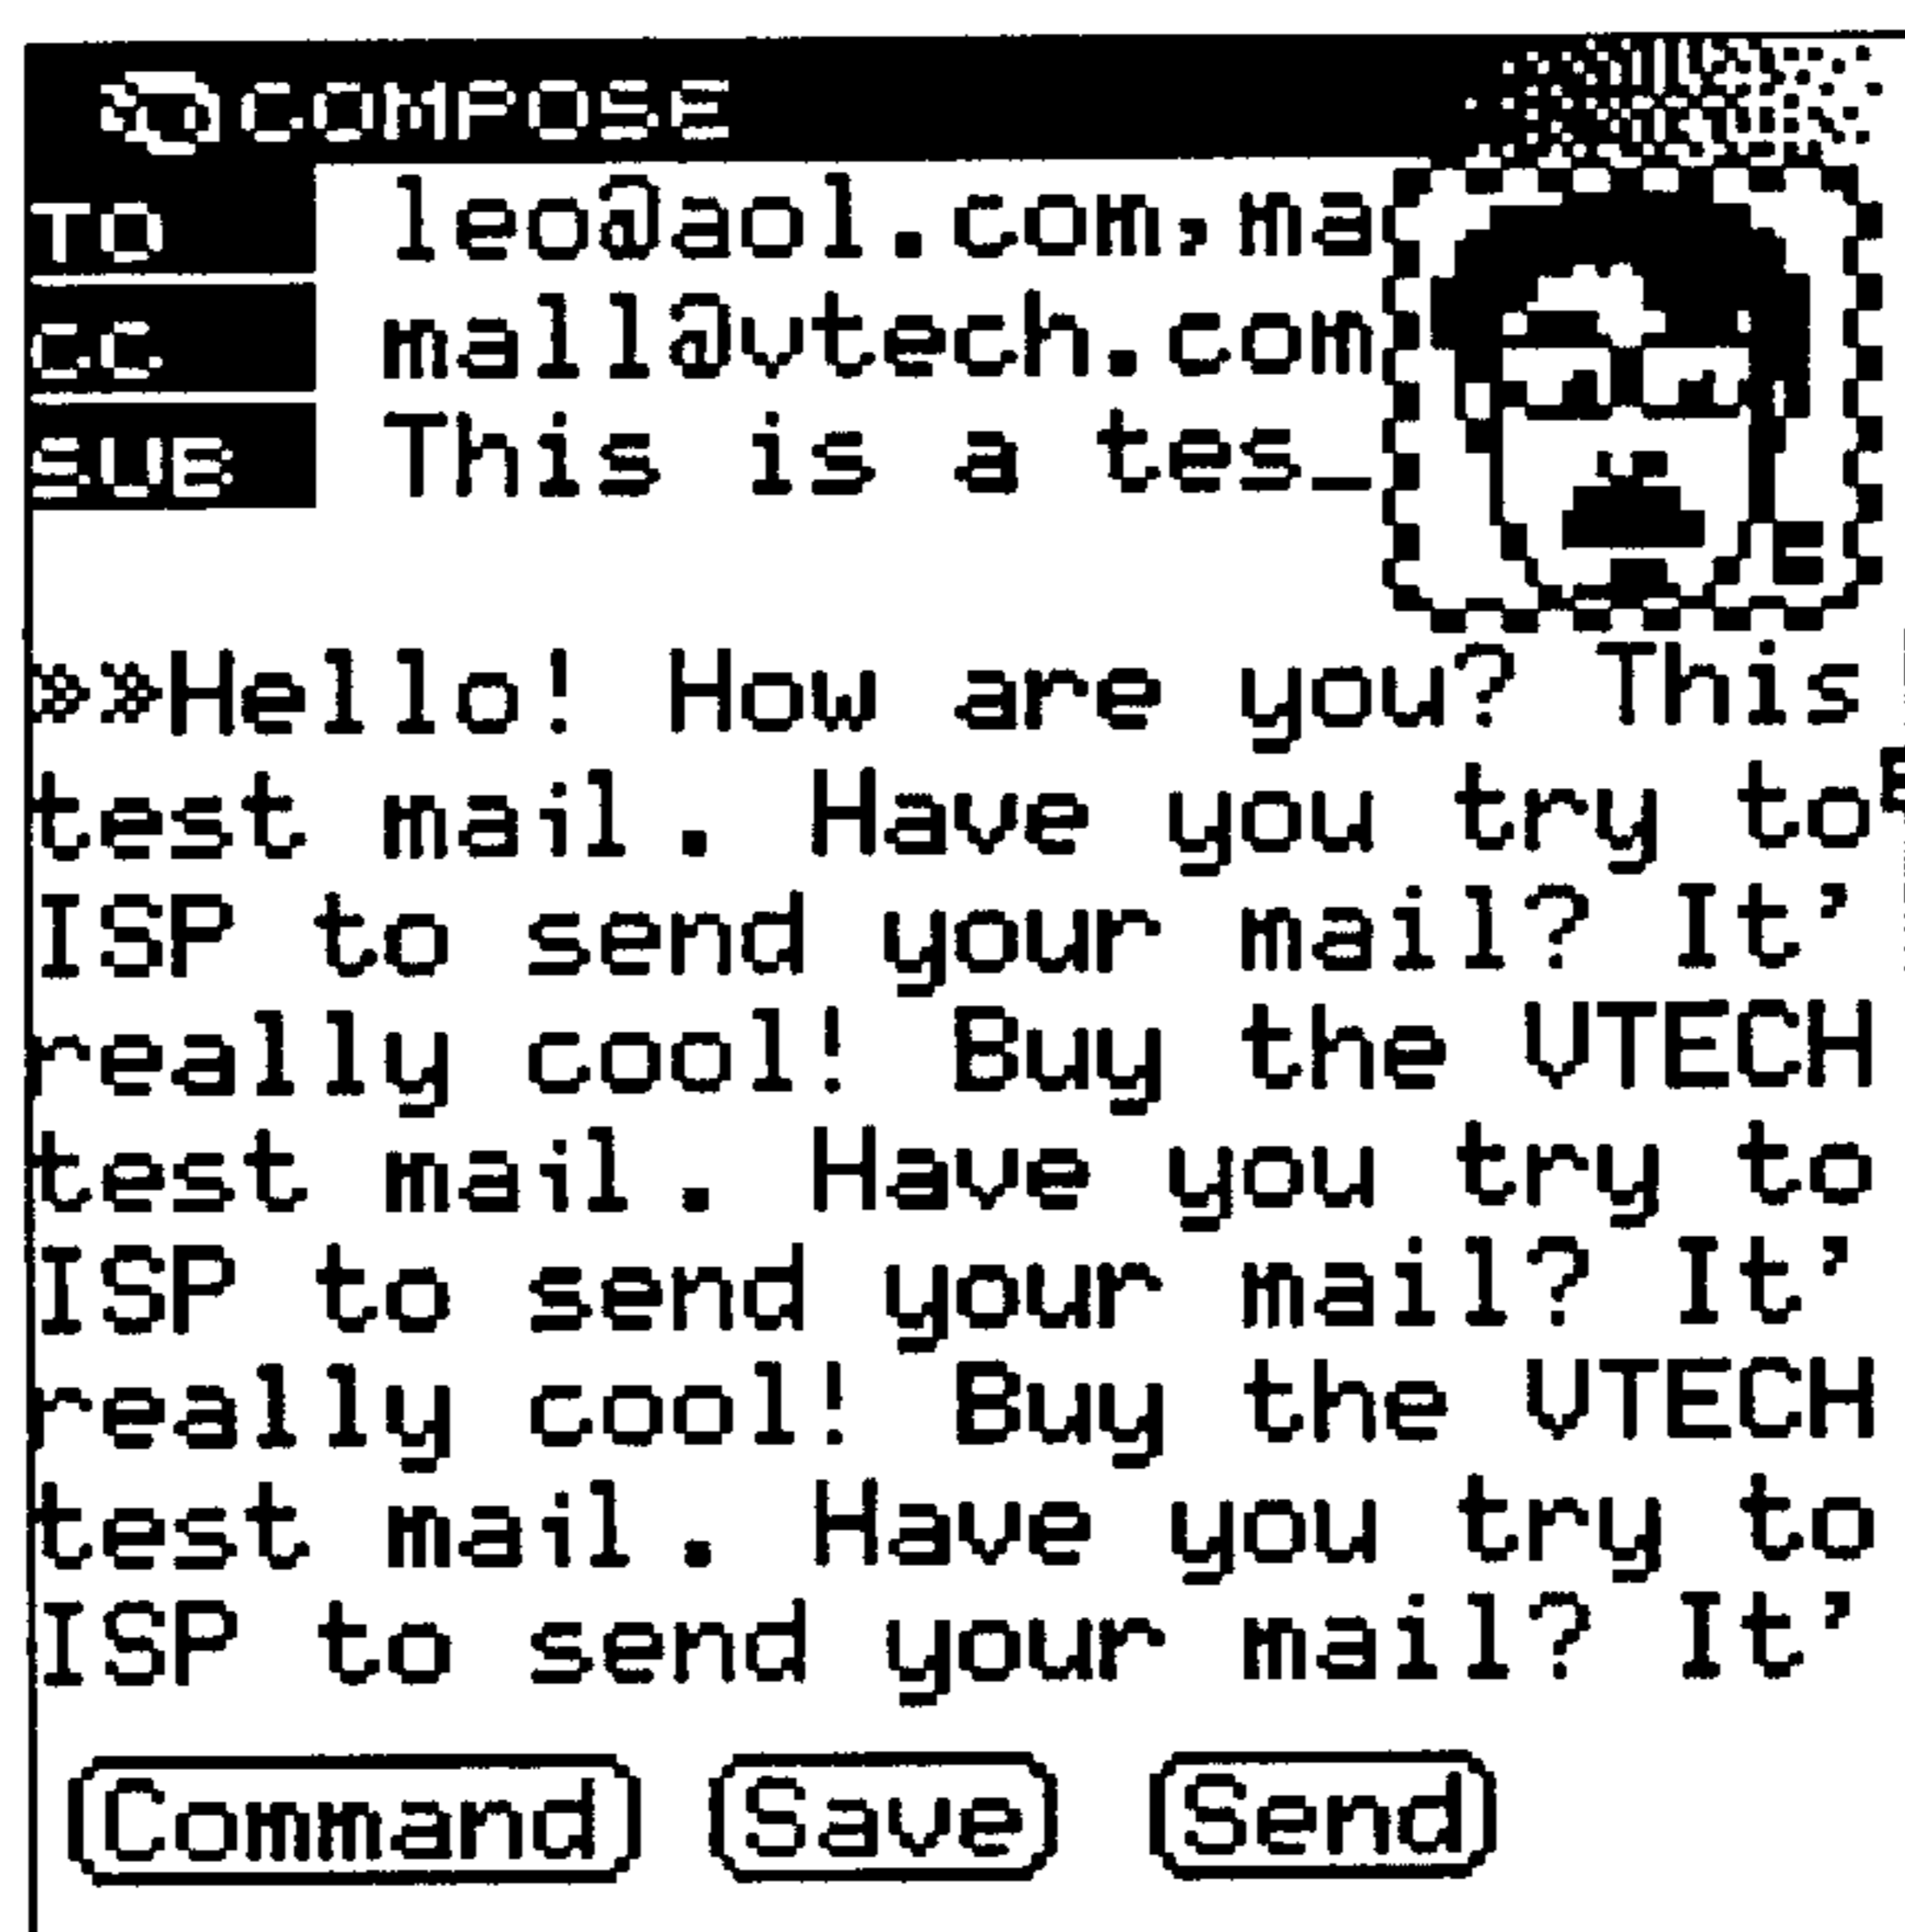 COMPOSE
TO leo@aol.com,ma
CC mall@vtech.com
SUB This is a tes_
»»Hello! How are you? This
test mail. Have you try to
ISP to send your mail? It’
really cool! Buy the VTECH
test mail. Have you try to
ISP to send your mail? It’
really cool! Buy the VTECH
test mail. Have you try to
ISP to send your mail? It’
Command Save Send